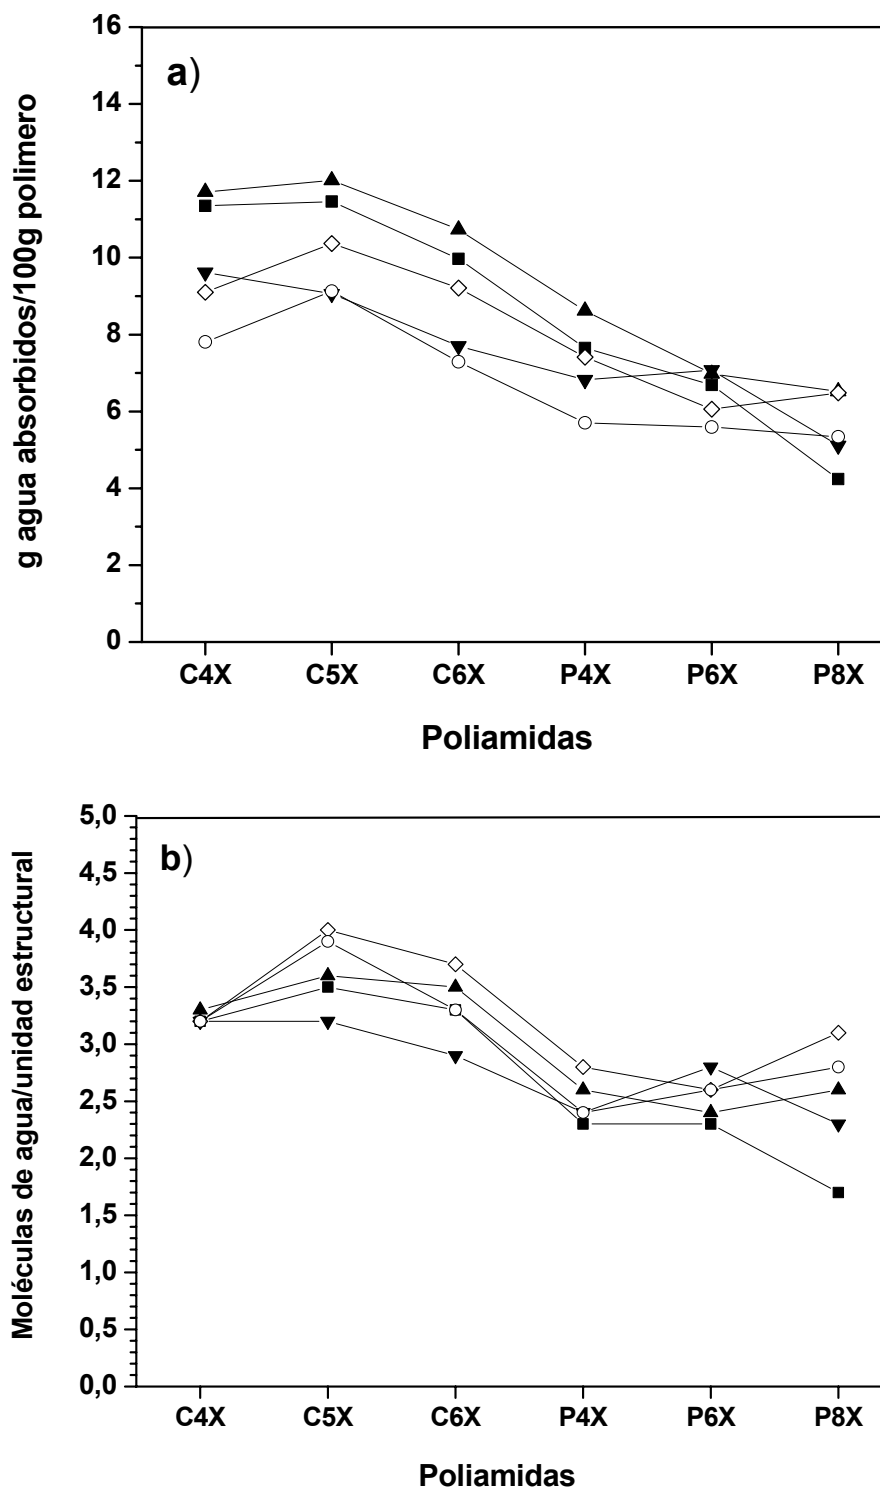 g agua absorbidos/100g polimero
16
14
12
10
8
6
4
2
0
a)
C4X C5X C6X P4X P6X P8X
Poliamidas
Moléculas de agua/unidad estructural
5,0
4,5
4,0
3,5
3,0
2,5
2,0
1,5
1,0
0,5
0,0
b)
C4X C5X C6X P4X P6X P8X
Poliamidas